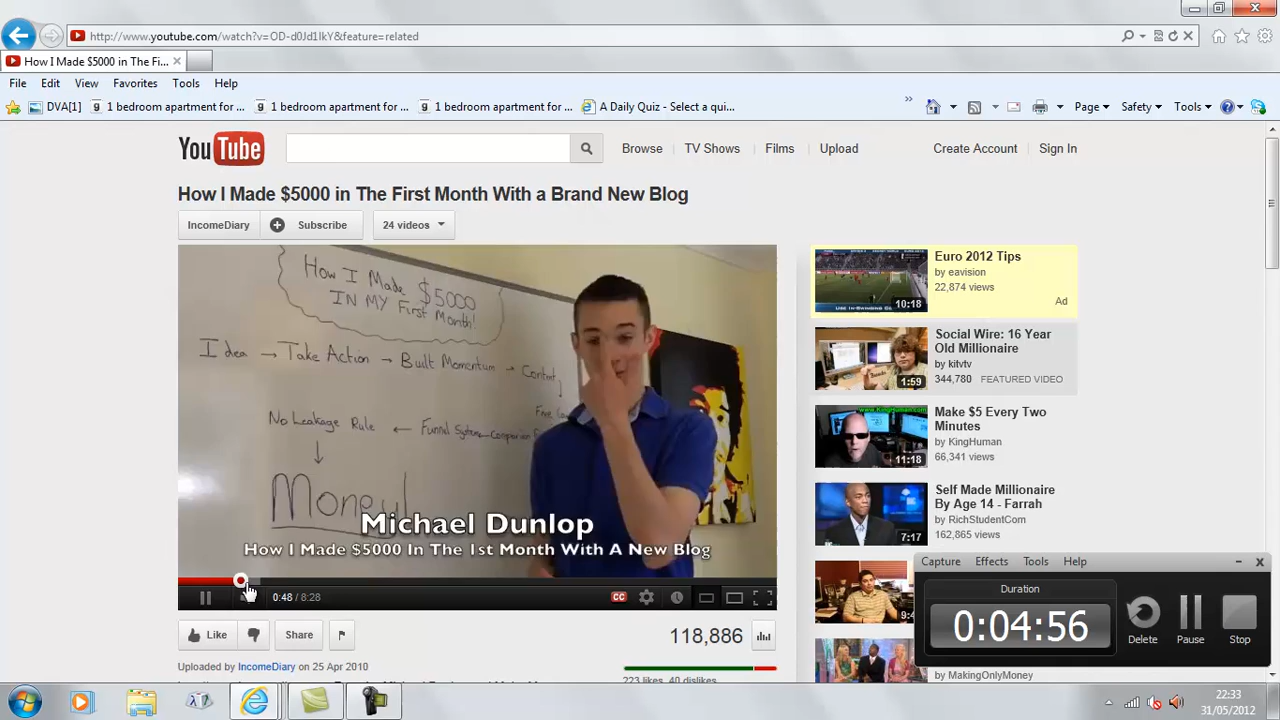 http://www.youtube.com/watch?v=OD-d0Jd1lkY&feature=related
How I Made $5000 in The Fi...
File Edit View Favorites Tools Help
DVA[1] 1 bedroom apartment for ... 1 bedroom apartment for ... 1 bedroom apartment for ... A Daily Quiz - Select a qui... » Page Safety Tools
YouTube Browse TV Shows Films Upload Create Account Sign In
How I Made $5000 in The First Month With a Brand New Blog
IncomeDiary Subscribe 24 videos
How I Made $5000
IN MY First Month!
Idea → Take Action → Built Momentum → Content
No Leakage Rule ← Funnel System
Money!
Michael Dunlop
How I Made $5000 In The 1st Month With A New Blog
0:48 / 8:28 CC
Like Share 118,886
Uploaded by IncomeDiary on 25 Apr 2010
223 likes, 40 dislikes
Euro 2012 Tips
by eavision
22,874 views
Ad
10:18
Social Wire: 16 Year
Old Millionaire
by kitvtv
344,780 FEATURED VIDEO
1:59
Make $5 Every Two
Minutes
by KingHuman
66,341 views
11:18
Self Made Millionaire
By Age 14 - Farrah
by RichStudentCom
162,865 views
7:17
by MakingOnlyMoney
Capture Effects Tools Help
Duration
0:04:56
Delete Pause Stop
22:33
31/05/2012